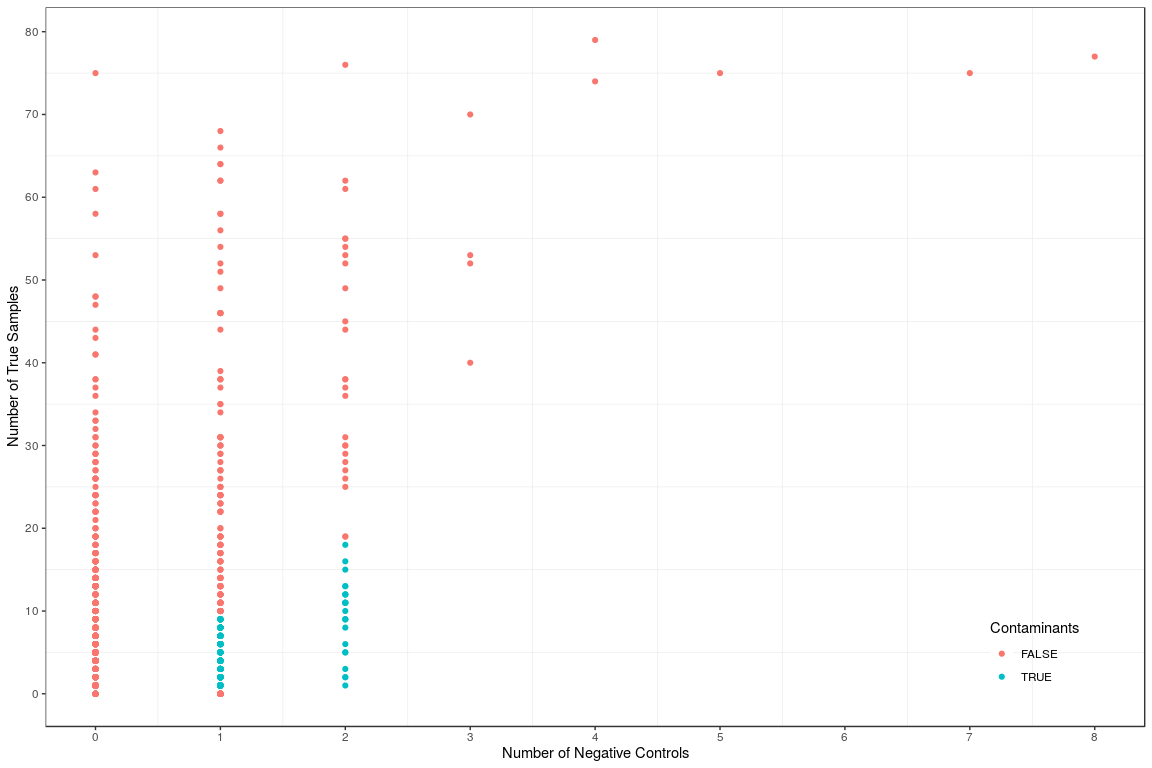 80
70
60
50
40
30
20
10
0
Number of True Samples
Contaminants
FALSE
TRUE
0 1 2 3 4 5 6 7 8
Number of Negative Controls